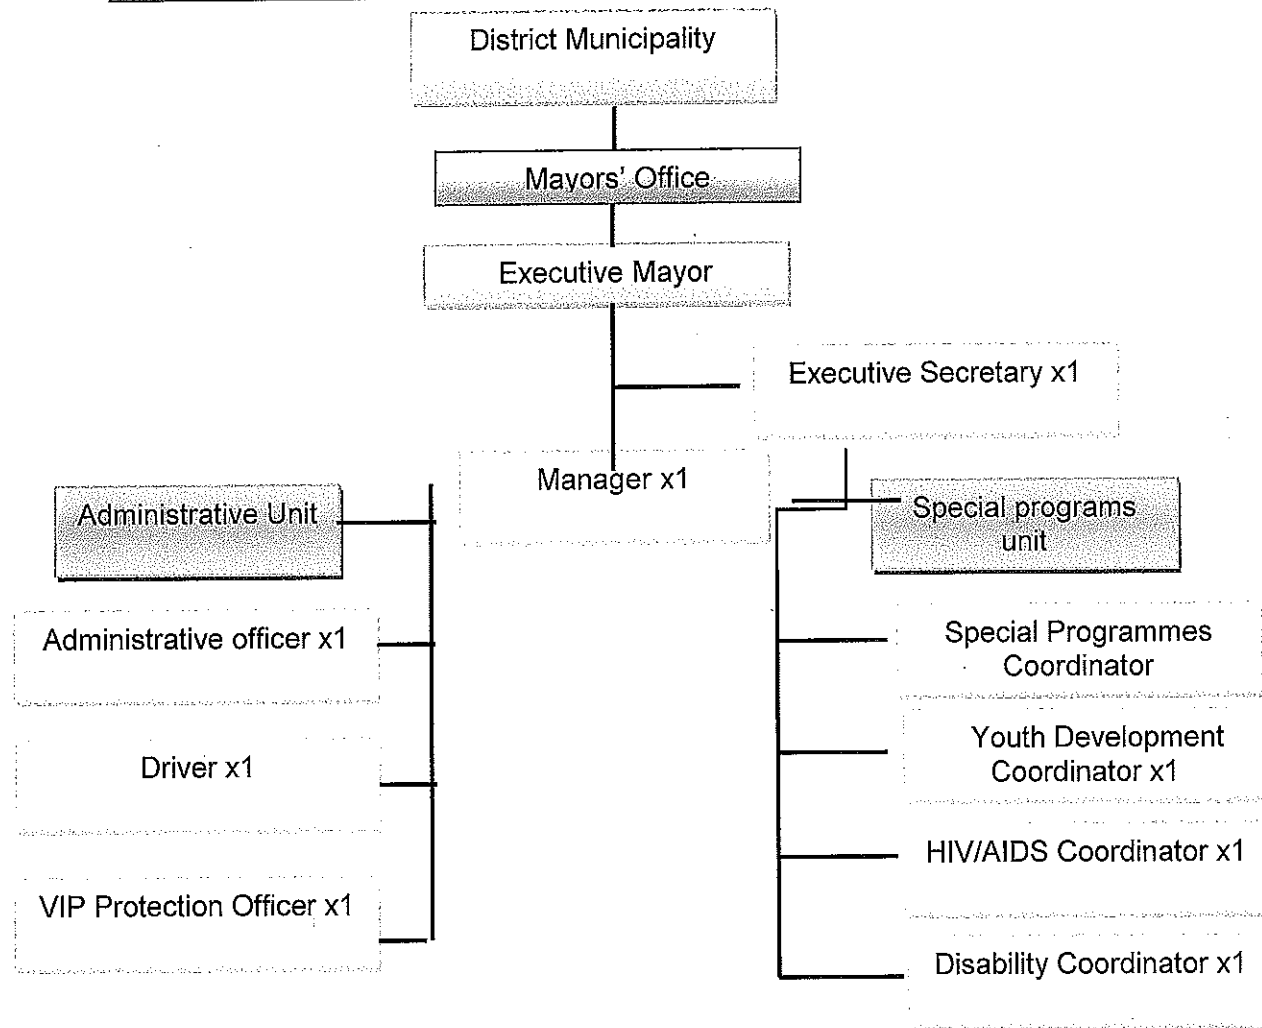 District Municipality
Mayors' Office
Executive Mayor
Executive Secretary x1
Manager x1
Administrative Unit
Special programs
unit
Administrative officer x1
Special Programmes
Coordinator
Driver x1
Youth Development
Coordinator x1
HIV/AIDS Coordinator x1
VIP Protection Officer x1
Disability Coordinator x1